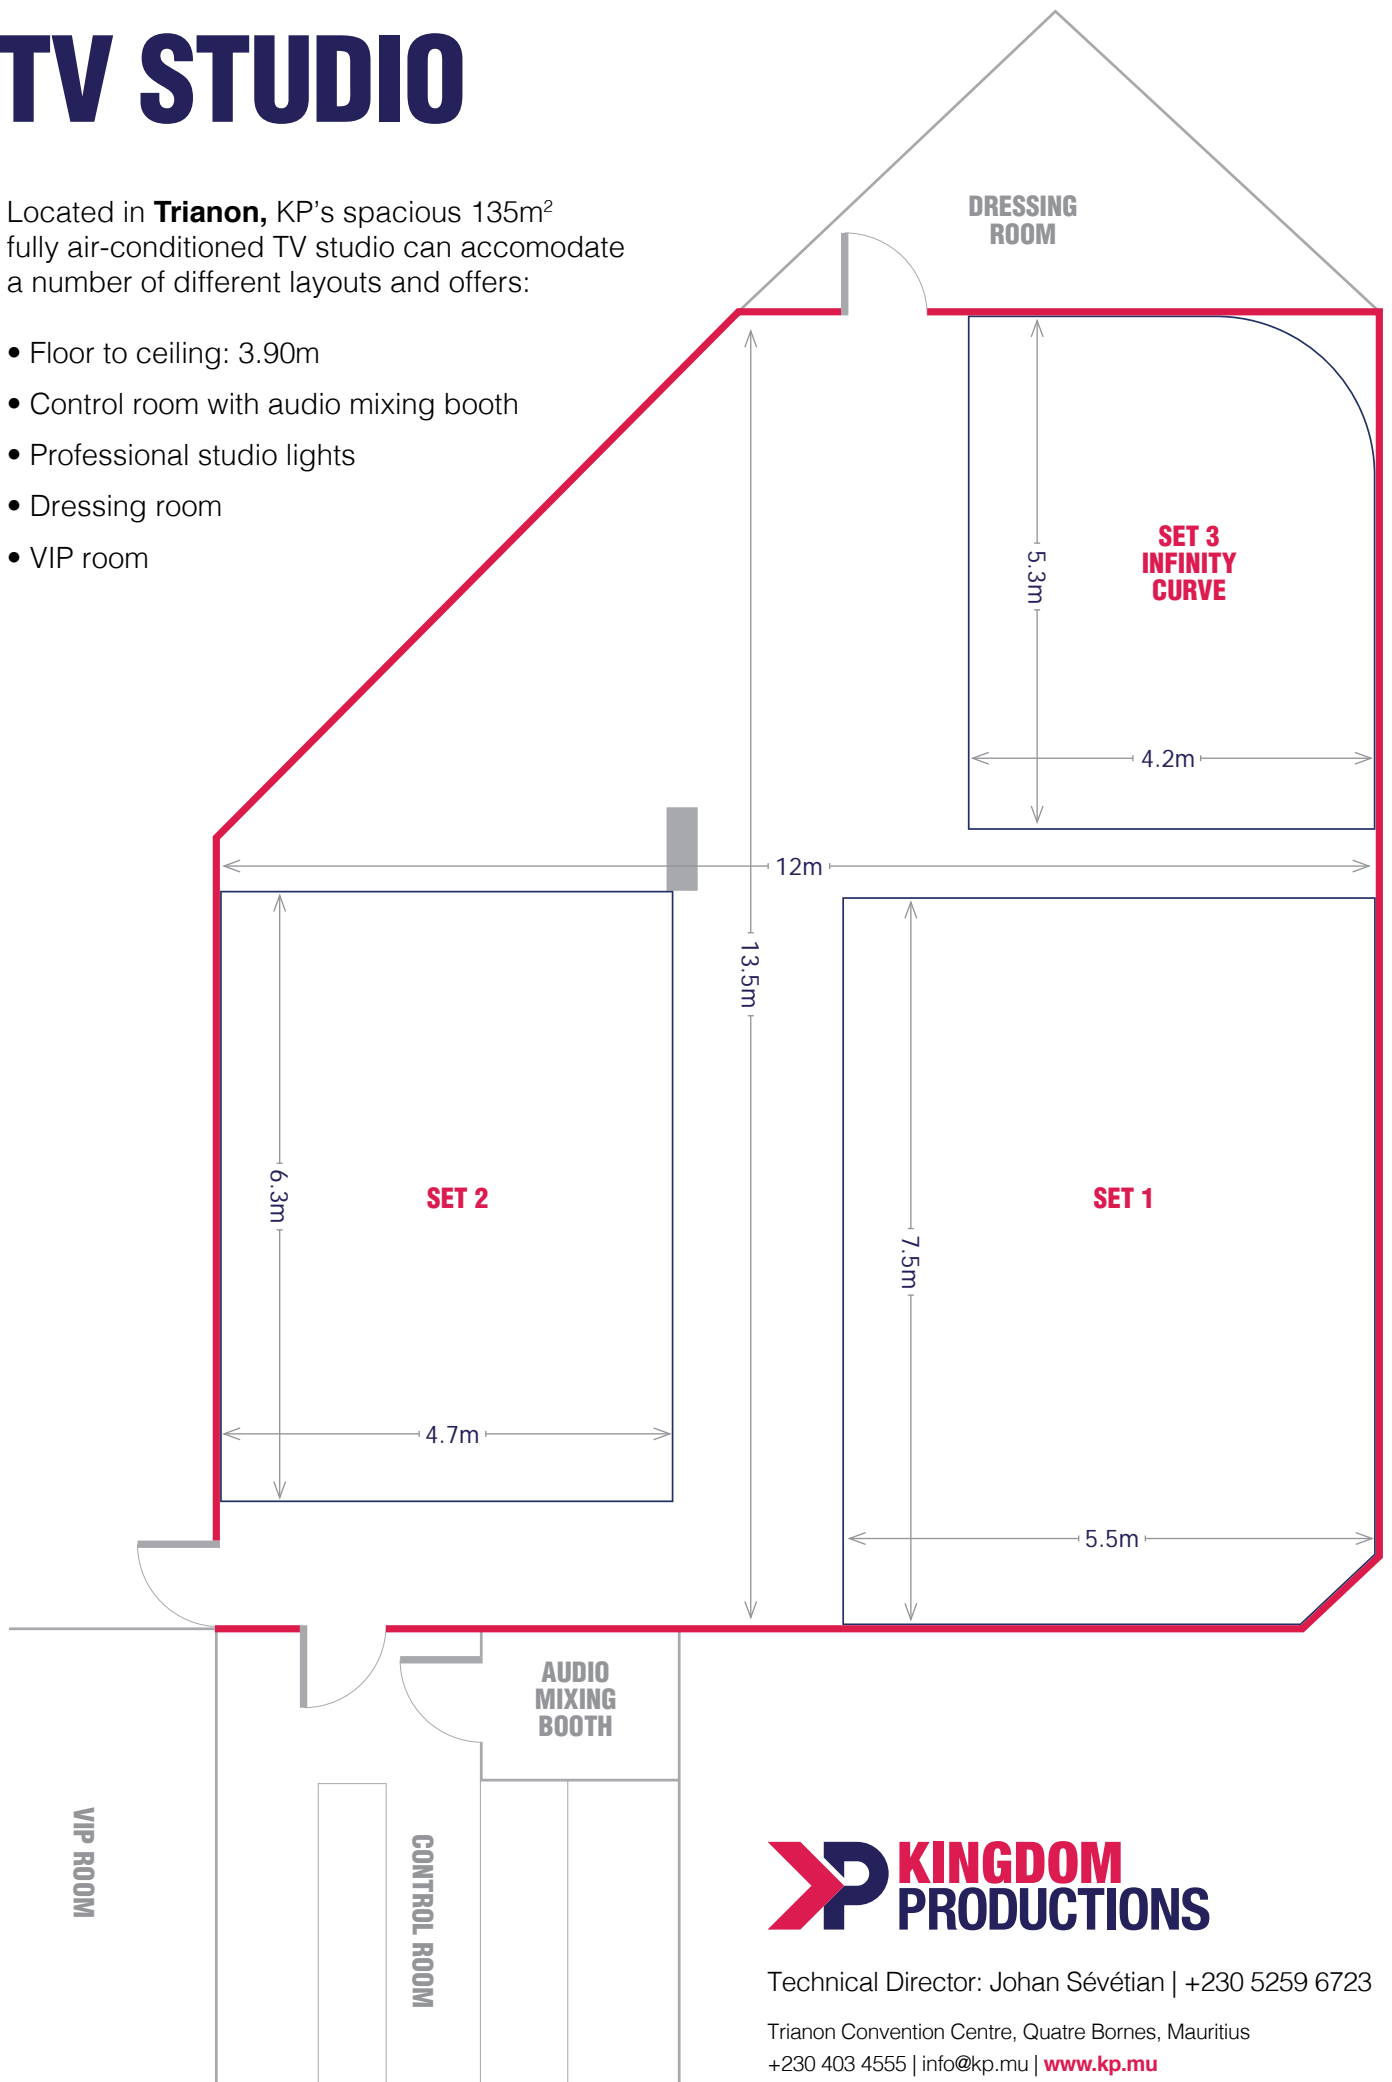 TV STUDIO
Located in Trianon, KP's spacious 135m²
fully air-conditioned TV studio can accomodate
a number of different layouts and offers:
• Floor to ceiling: 3.90m
• Control room with audio mixing booth
• Professional studio lights
• Dressing room
• VIP room
DRESSING
ROOM
SET 3
INFINITY
CURVE
5.3m
4.2m
12m
13.5m
6.3m
SET 2
4.7m
SET 1
7.5m
5.5m
AUDIO
MIXING
BOOTH
VIP ROOM
CONTROL ROOM
KP KINGDOM
PRODUCTIONS
Technical Director: Johan Sévétian | +230 5259 6723
Trianon Convention Centre, Quatre Bornes, Mauritius
+230 403 4555 | info@kp.mu | www.kp.mu